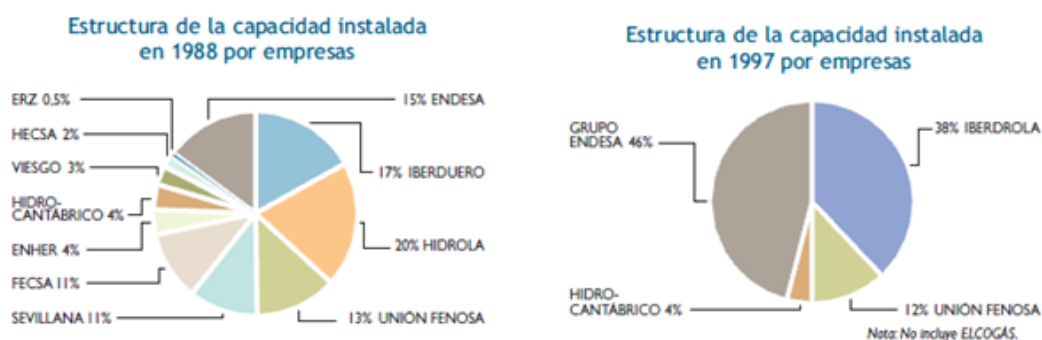 Estructura de la capacidad instalada
en 1988 por empresas
ERZ 0,5%
HECSA 2%
VIESGO 3%
HIDRO-
CANTÁBRICO 4%
ENHER 4%
FECSA 11%
SEVILLANA 11%
15% ENDESA
17% IBERDUERO
20% HIDROLA
13% UNIÓN FENOSA
Estructura de la capacidad instalada
en 1997 por empresas
GRUPO
ENDESA 46%
HIDRO-
CANTÁBRICO 4%
38% IBERDROLA
12% UNIÓN FENOSA
Nota: No incluye ELCOGÁS.